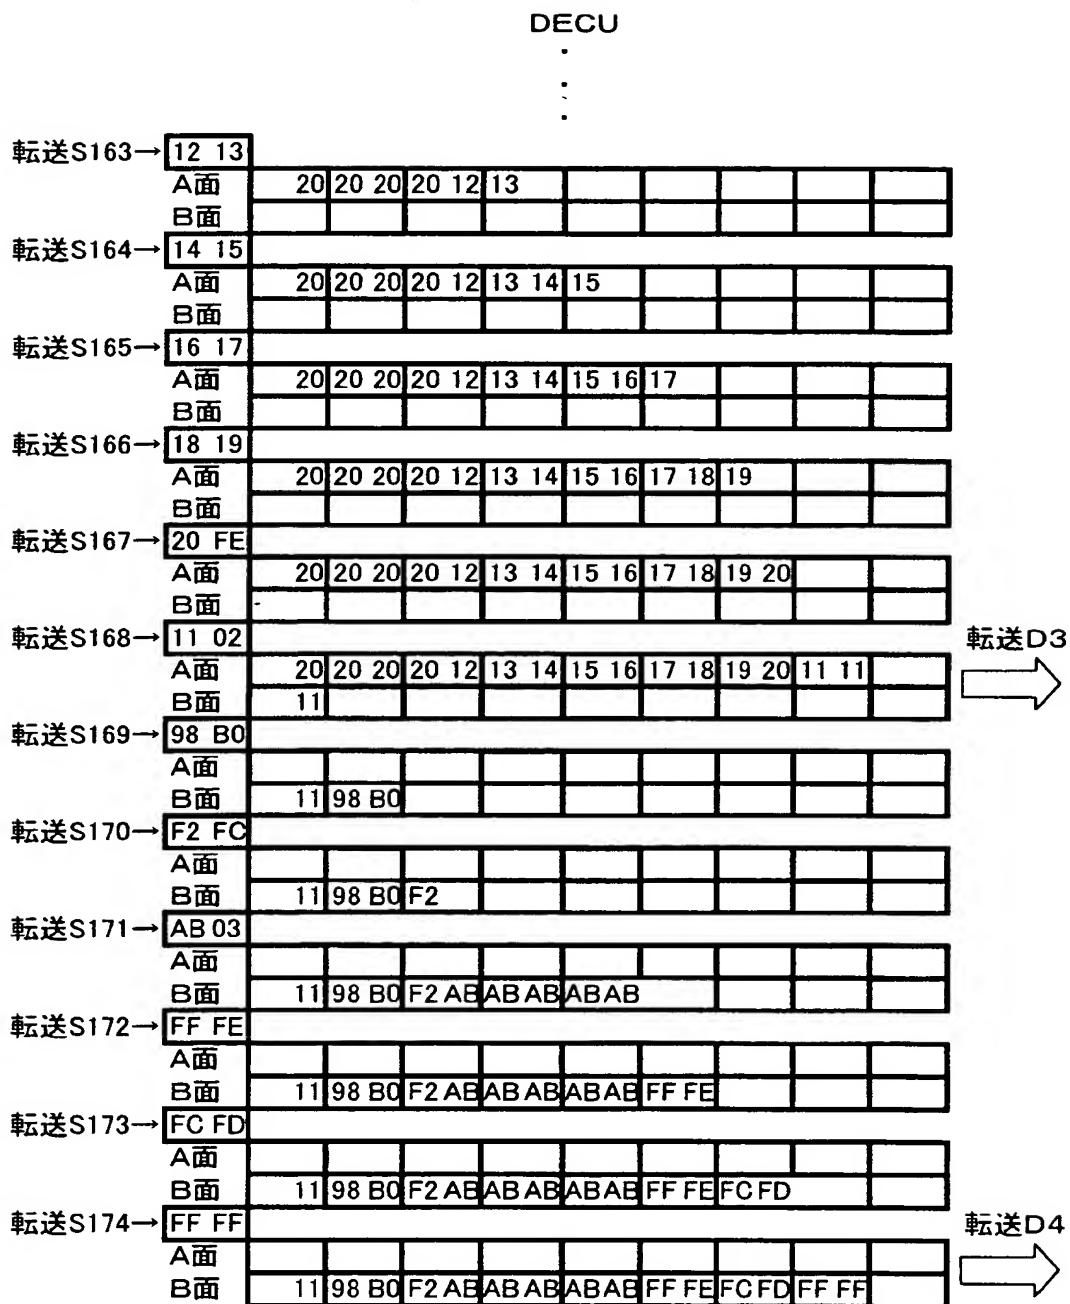 DECU
転送S163→ 12 13
A面 20 20 20 20 12 13
B面
転送S164→ 14 15
A面 20 20 20 20 12 13 14 15
B面
転送S165→ 16 17
A面 20 20 20 20 12 13 14 15 16 17
B面
転送S166→ 18 19
A面 20 20 20 20 12 13 14 15 16 17 18 19
B面
転送S167→ 20 FE
A面 20 20 20 20 12 13 14 15 16 17 18 19 20
B面
転送S168→ 11 02 転送D3
A面 20 20 20 20 12 13 14 15 16 17 18 19 20 11 11
B面 11
転送S169→ 98 B0
A面
B面 11 98 B0
転送S170→ F2 FC
A面
B面 11 98 B0 F2
転送S171→ AB 03
A面
B面 11 98 B0 F2 AB AB AB AB AB
転送S172→ FF FE
A面
B面 11 98 B0 F2 AB AB AB AB AB FF FE
転送S173→ FC FD
A面
B面 11 98 B0 F2 AB AB AB AB AB FF FE FC FD
転送S174→ FF FF 転送D4
A面
B面 11 98 B0 F2 AB AB AB AB AB FF FE FC FD FF FF